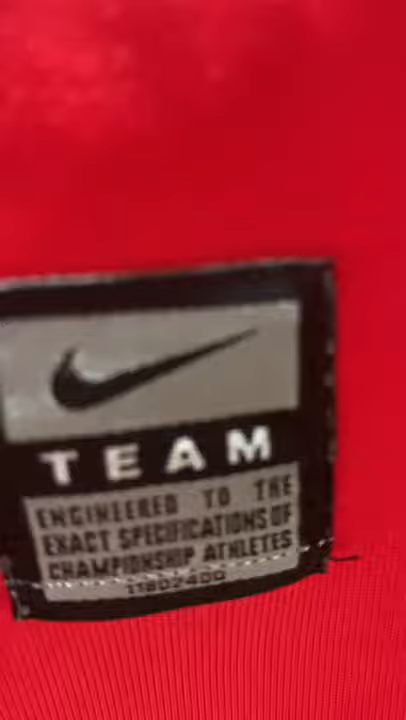 TEAM
ENGINEERED TO THE
EXACT SPECIFICATIONS OF
CHAMPIONSHIP ATHLETES